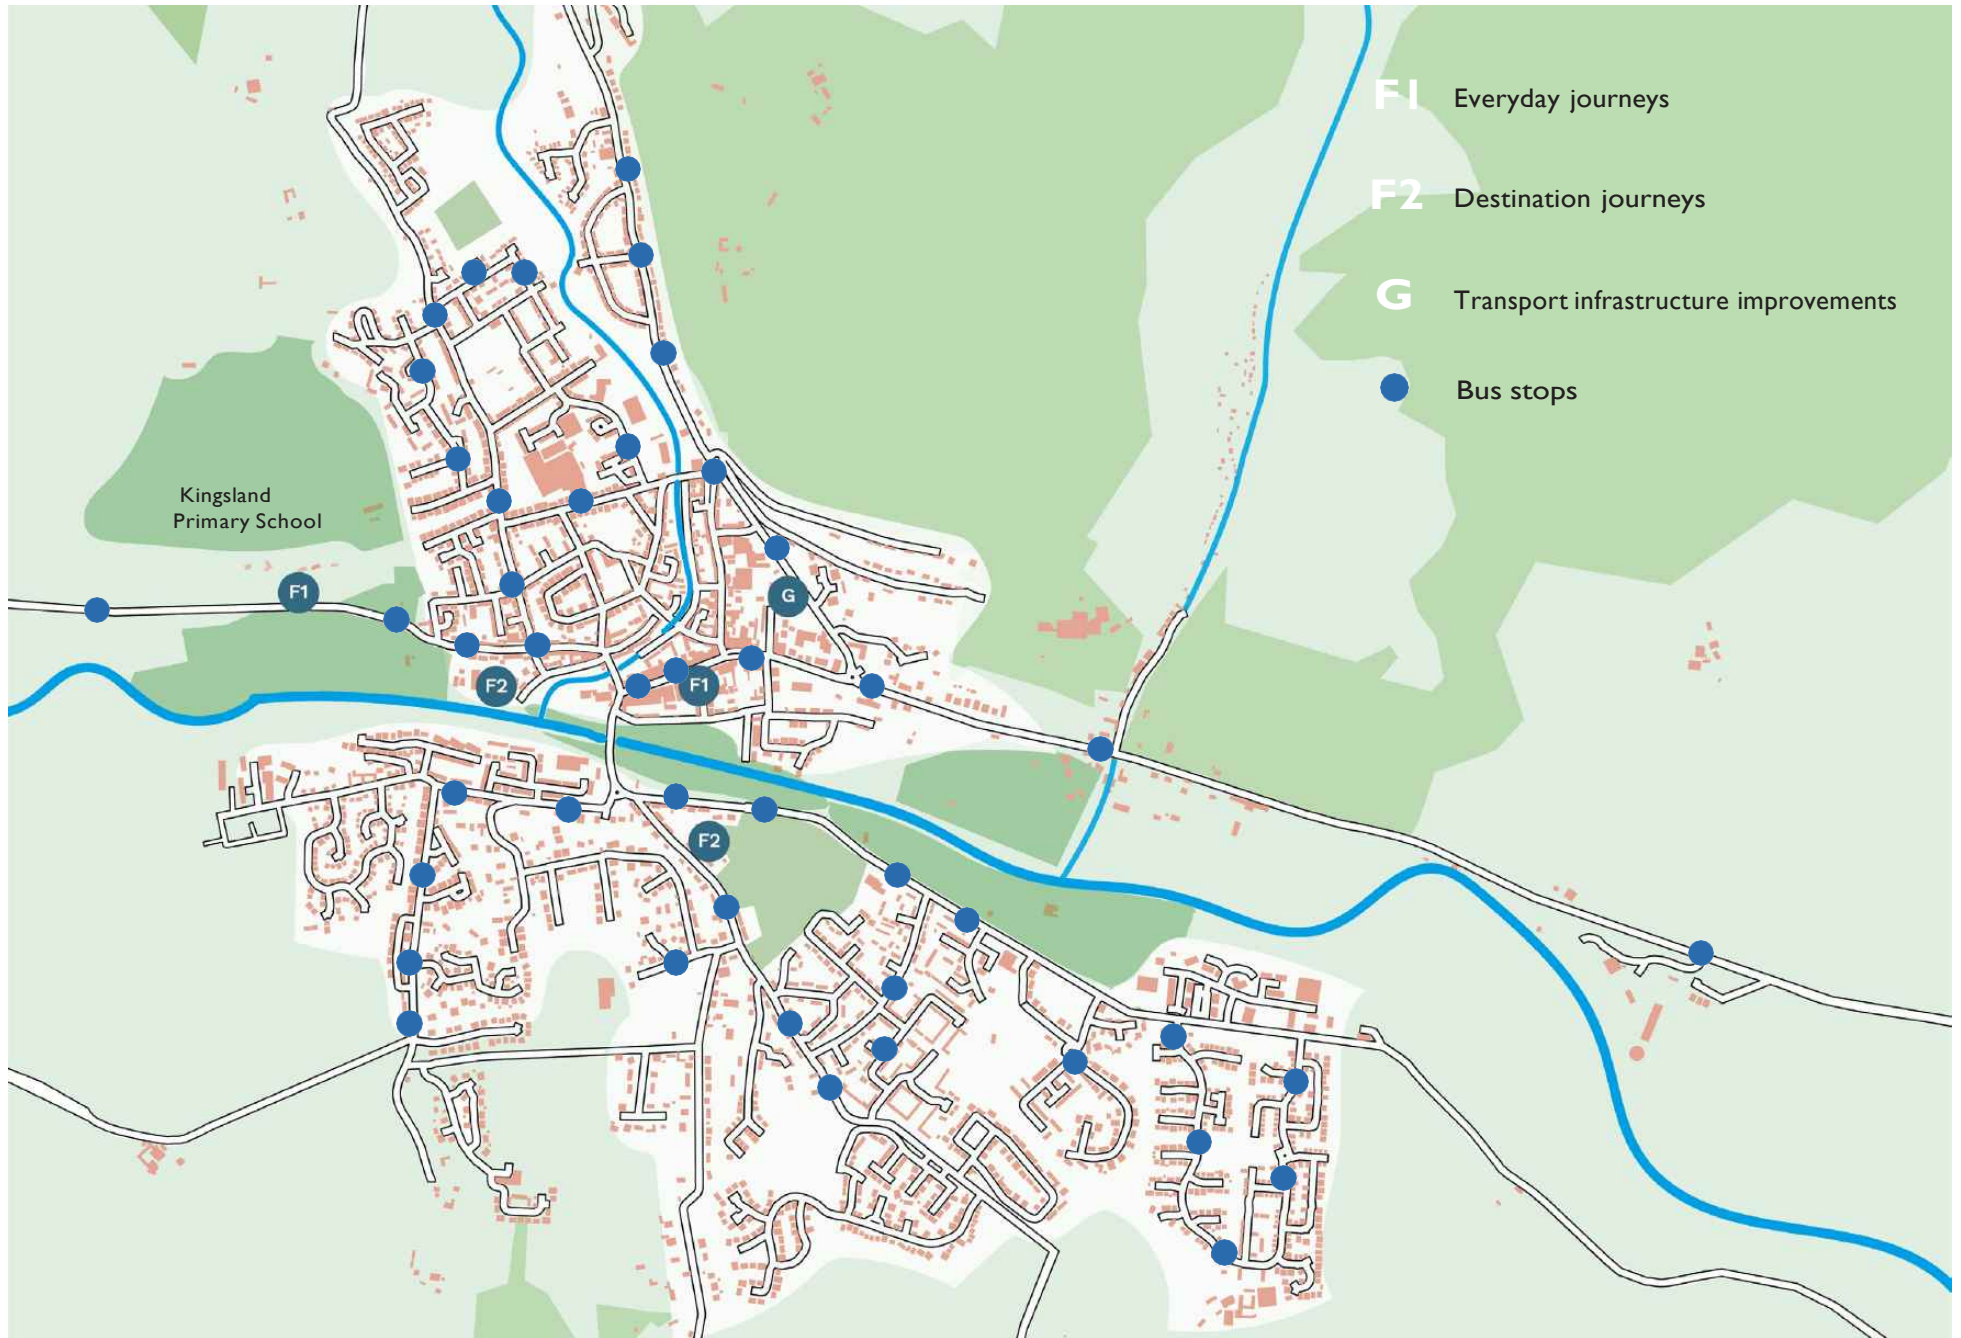 F1 Everyday journeys
F2 Destination journeys
G Transport infrastructure improvements
Bus stops
Kingsland
Primary School
F1
G
F2
F1
F2